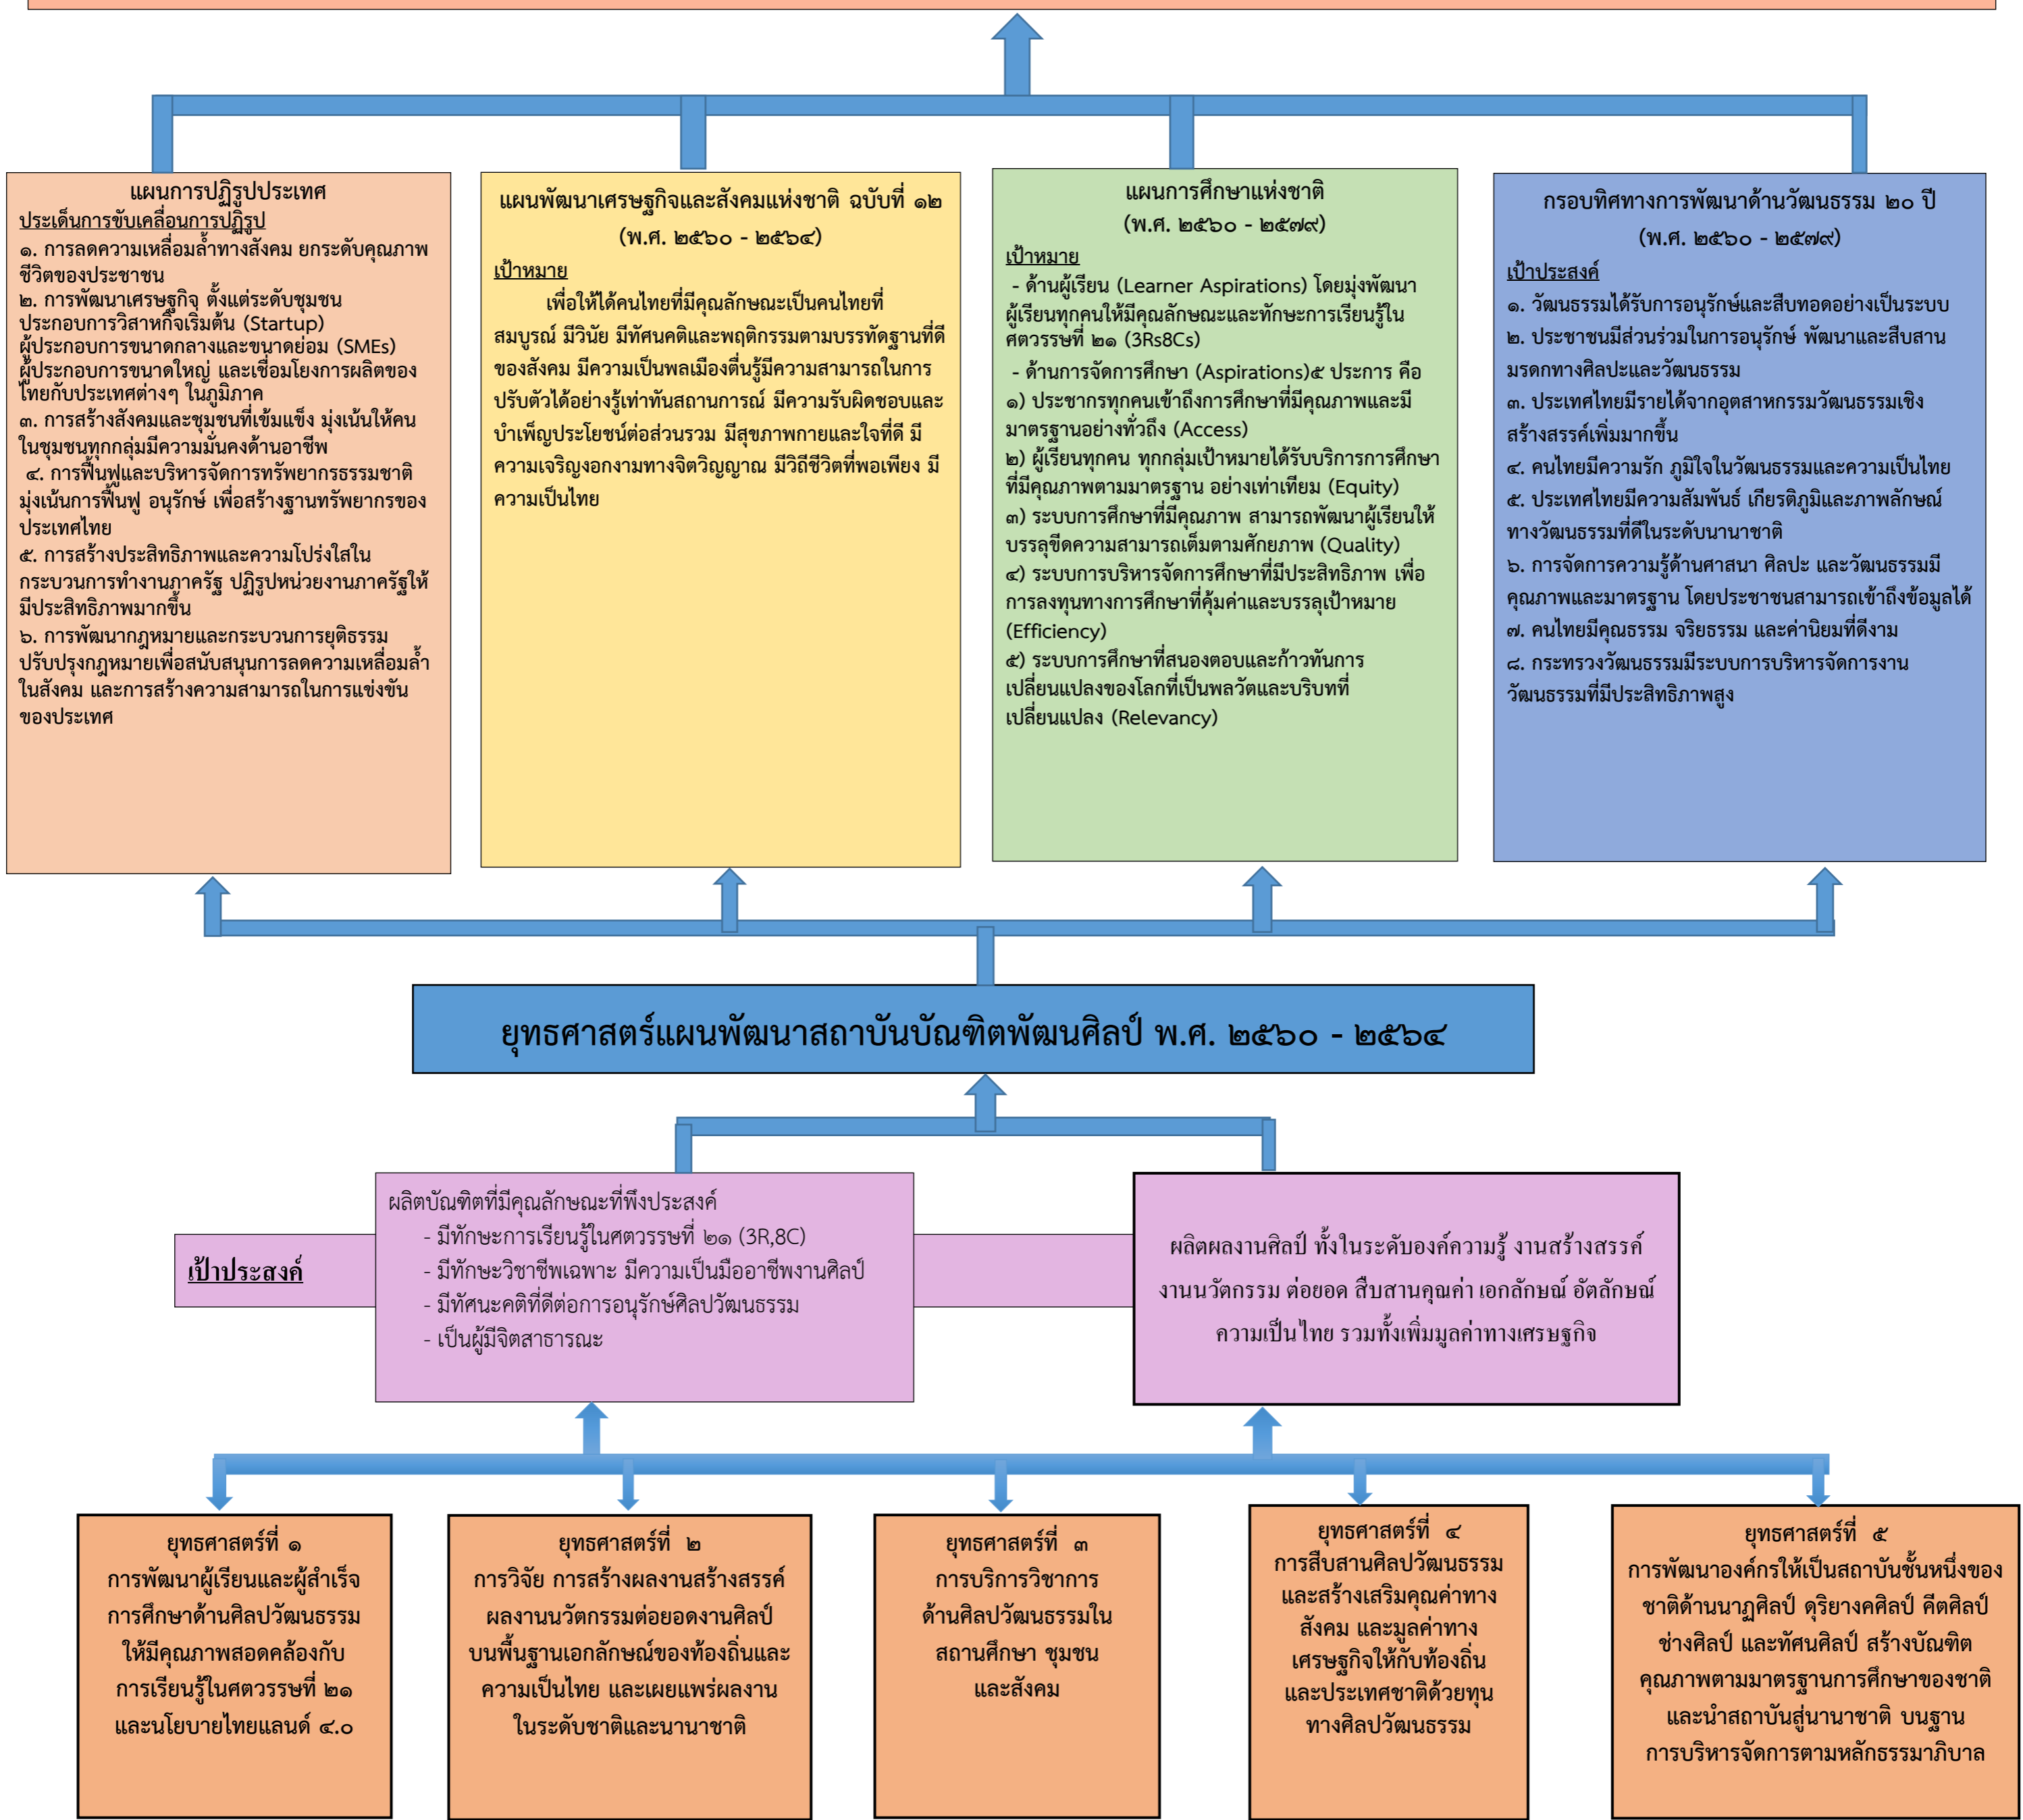 แผนการปฏิรูปประเทศ
ประเด็นการขับเคลื่อนการปฏิรูป
๑. การลดความเหลื่อมล้ำทางสังคม ยกระดับคุณภาพ
ชีวิตของประชาชน
๒. การพัฒนาเศรษฐกิจ ตั้งแต่ระดับชุมชน
ประกอบการวิสาหกิจเริ่มต้น (Startup)
ผู้ประกอบการขนาดกลางและขนาดย่อม (SMEs)
ผู้ประกอบการขนาดใหญ่ และเชื่อมโยงการผลิตของ
ไทยกับประเทศต่างๆ ในภูมิภาค
๓. การสร้างสังคมและชุมชนที่เข้มแข็ง มุ่งเน้นให้คน
ในชุมชนทุกกลุ่มมีความมั่นคงด้านอาชีพ
๔. การฟื้นฟูและบริหารจัดการทรัพยากรธรรมชาติ
มุ่งเน้นการฟื้นฟู อนุรักษ์ เพื่อสร้างฐานทรัพยากรของ
ประเทศไทย
๕. การสร้างประสิทธิภาพและความโปร่งใสใน
กระบวนการทำงานภาครัฐ ปฏิรูปหน่วยงานภาครัฐให้
มีประสิทธิภาพมากขึ้น
๖. การพัฒนากฎหมายและกระบวนการยุติธรรม
ปรับปรุงกฎหมายเพื่อสนับสนุนการลดความเหลื่อมล้ำ
ในสังคม และการสร้างความสามารถในการแข่งขัน
ของประเทศ
แผนพัฒนาเศรษฐกิจและสังคมแห่งชาติ ฉบับที่ ๑๒
(พ.ศ. ๒๕๖๐ - ๒๕๖๔)
เป้าหมาย
เพื่อให้ได้คนไทยที่มีคุณลักษณะเป็นคนไทยที่
สมบูรณ์ มีวินัย มีทัศนคติและพฤติกรรมตามบรรทัดฐานที่ดี
ของสังคม มีความเป็นพลเมืองตื่นรู้มีความสามารถในการ
ปรับตัวได้อย่างรู้เท่าทันสถานการณ์ มีความรับผิดชอบและ
บำเพ็ญประโยชน์ต่อส่วนรวม มีสุขภาพกายและใจที่ดี มี
ความเจริญงอกงามทางจิตวิญญาณ มีวิถีชีวิตที่พอเพียง มี
ความเป็นไทย
แผนการศึกษาแห่งชาติ
(พ.ศ. ๒๕๖๐ - ๒๕๗๙)
เป้าหมาย
- ด้านผู้เรียน (Learner Aspirations) โดยมุ่งพัฒนา
ผู้เรียนทุกคนให้มีคุณลักษณะและทักษะการเรียนรู้ใน
ศตวรรษที่ ๒๑ (3Rs8Cs)
- ด้านการจัดการศึกษา (Aspirations)๕ ประการ คือ
๑) ประชากรทุกคนเข้าถึงการศึกษาที่มีคุณภาพและมี
มาตรฐานอย่างทั่วถึง (Access)
๒) ผู้เรียนทุกคน ทุกกลุ่มเป้าหมายได้รับบริการการศึกษา
ที่มีคุณภาพตามมาตรฐาน อย่างเท่าเทียม (Equity)
๓) ระบบการศึกษาที่มีคุณภาพ สามารถพัฒนาผู้เรียนให้
บรรลุขีดความสามารถเต็มตามศักยภาพ (Quality)
๔) ระบบการบริหารจัดการศึกษาที่มีประสิทธิภาพ เพื่อ
การลงทุนทางการศึกษาที่คุ้มค่าและบรรลุเป้าหมาย
(Efficiency)
๕) ระบบการศึกษาที่สนองตอบและก้าวทันการ
เปลี่ยนแปลงของโลกที่เป็นพลวัตและบริบทที่
เปลี่ยนแปลง (Relevancy)
กรอบทิศทางการพัฒนาด้านวัฒนธรรม ๒๐ ปี
(พ.ศ. ๒๕๖๐ - ๒๕๗๙)
เป้าประสงค์
๑. วัฒนธรรมได้รับการอนุรักษ์และสืบทอดอย่างเป็นระบบ
๒. ประชาชนมีส่วนร่วมในการอนุรักษ์ พัฒนาและสืบสาน
มรดกทางศิลปะและวัฒนธรรม
๓. ประเทศไทยมีรายได้จากอุตสาหกรรมวัฒนธรรมเชิง
สร้างสรรค์เพิ่มมากขึ้น
๔. คนไทยมีความรัก ภูมิใจในวัฒนธรรมและความเป็นไทย
๕. ประเทศไทยมีความสัมพันธ์ เกียรติภูมิและภาพลักษณ์
ทางวัฒนธรรมที่ดีในระดับนานาชาติ
๖. การจัดการความรู้ด้านศาสนา ศิลปะ และวัฒนธรรมมี
คุณภาพและมาตรฐาน โดยประชาชนสามารถเข้าถึงข้อมูลได้
๗. คนไทยมีคุณธรรม จริยธรรม และค่านิยมที่ดีงาม
๘. กระทรวงวัฒนธรรมมีระบบการบริหารจัดการงาน
วัฒนธรรมที่มีประสิทธิภาพสูง
ยุทธศาสตร์แผนพัฒนาสถาบันบัณฑิตพัฒนศิลป์ พ.ศ. ๒๕๖๐ - ๒๕๖๔
เป้าประสงค์
ผลิตบัณฑิตที่มีคุณลักษณะที่พึงประสงค์
- มีทักษะการเรียนรู้ในศตวรรษที่ ๒๑ (3R,8C)
- มีทักษะวิชาชีพเฉพาะ มีความเป็นมืออาชีพงานศิลป์
- มีทัศนะคติที่ดีต่อการอนุรักษ์ศิลปวัฒนธรรม
- เป็นผู้มีจิตสาธารณะ
ผลิตผลงานศิลป์ ทั้งในระดับองค์ความรู้ งานสร้างสรรค์
งานนวัตกรรม ต่อยอด สืบสานคุณค่า เอกลักษณ์ อัตลักษณ์
ความเป็นไทย รวมทั้งเพิ่มมูลค่าทางเศรษฐกิจ
ยุทธศาสตร์ที่ ๑
การพัฒนาผู้เรียนและผู้สำเร็จ
การศึกษาด้านศิลปวัฒนธรรม
ให้มีคุณภาพสอดคล้องกับ
การเรียนรู้ในศตวรรษที่ ๒๑
และนโยบายไทยแลนด์ ๔.๐
ยุทธศาสตร์ที่ ๒
การวิจัย การสร้างผลงานสร้างสรรค์
ผลงานนวัตกรรมต่อยอดงานศิลป์
บนพื้นฐานเอกลักษณ์ของท้องถิ่นและ
ความเป็นไทย และเผยแพร่ผลงาน
ในระดับชาติและนานาชาติ
ยุทธศาสตร์ที่ ๓
การบริการวิชาการ
ด้านศิลปวัฒนธรรมใน
สถานศึกษา ชุมชน
และสังคม
ยุทธศาสตร์ที่ ๔
การสืบสานศิลปวัฒนธรรม
และสร้างเสริมคุณค่าทาง
สังคม และมูลค่าทาง
เศรษฐกิจให้กับท้องถิ่น
และประเทศชาติด้วยทุน
ทางศิลปวัฒนธรรม
ยุทธศาสตร์ที่ ๕
การพัฒนาองค์กรให้เป็นสถาบันชั้นหนึ่งของ
ชาติด้านนาฏศิลป์ ดุริยางคศิลป์ คีตศิลป์
ช่างศิลป์ และทัศนศิลป์ สร้างบัณฑิต
คุณภาพตามมาตรฐานการศึกษาของชาติ
และนำสถาบันสู่นานาชาติ บนฐาน
การบริหารจัดการตามหลักธรรมาภิบาล